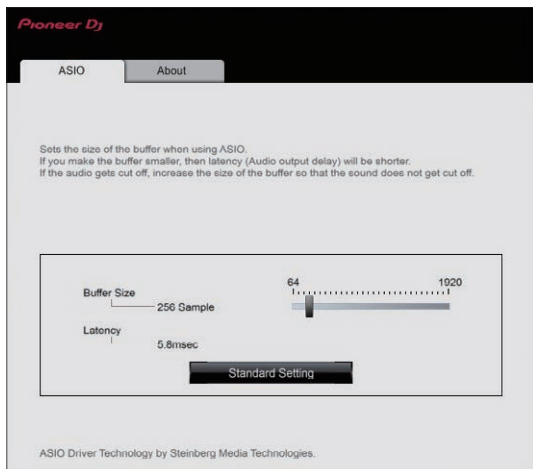 Pioneer Dj
ASIO
About
Sets the size of the buffer when using ASIO.
If you make the buffer smaller, then latency (Audio output delay) will be shorter.
If the audio gets cut off, increase the size of the buffer so that the sound does not get cut off.
64 1920
Buffer Size
256 Sample
Latency
5.8msec
Standard Setting
ASIO Driver Technology by Steinberg Media Technologies.